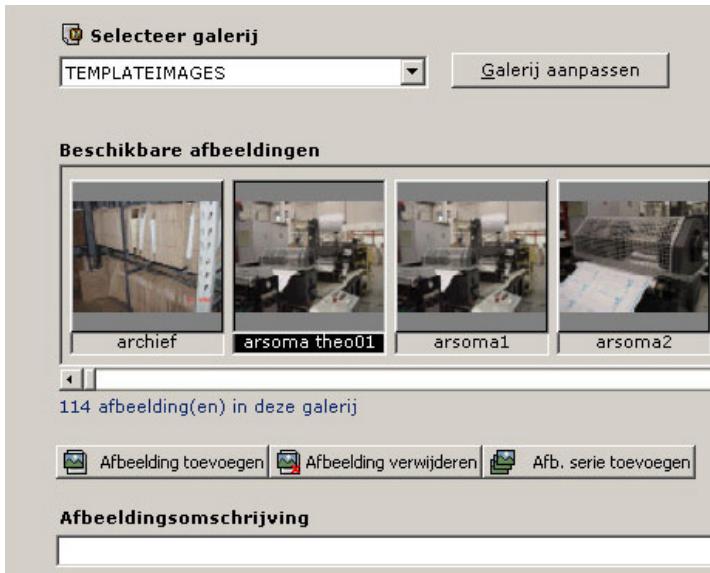 Selecteer galerij
TEMPLATEIMAGES
Galerij aanpassen
Beschikbare afbeeldingen
archief
arsoma theo01
arsoma1
arsoma2
114 afbeelding(en) in deze galerij
Afbeelding toevoegen
Afbeelding verwijderen
Afb. serie toevoegen
Afbeeldingsomschrijving